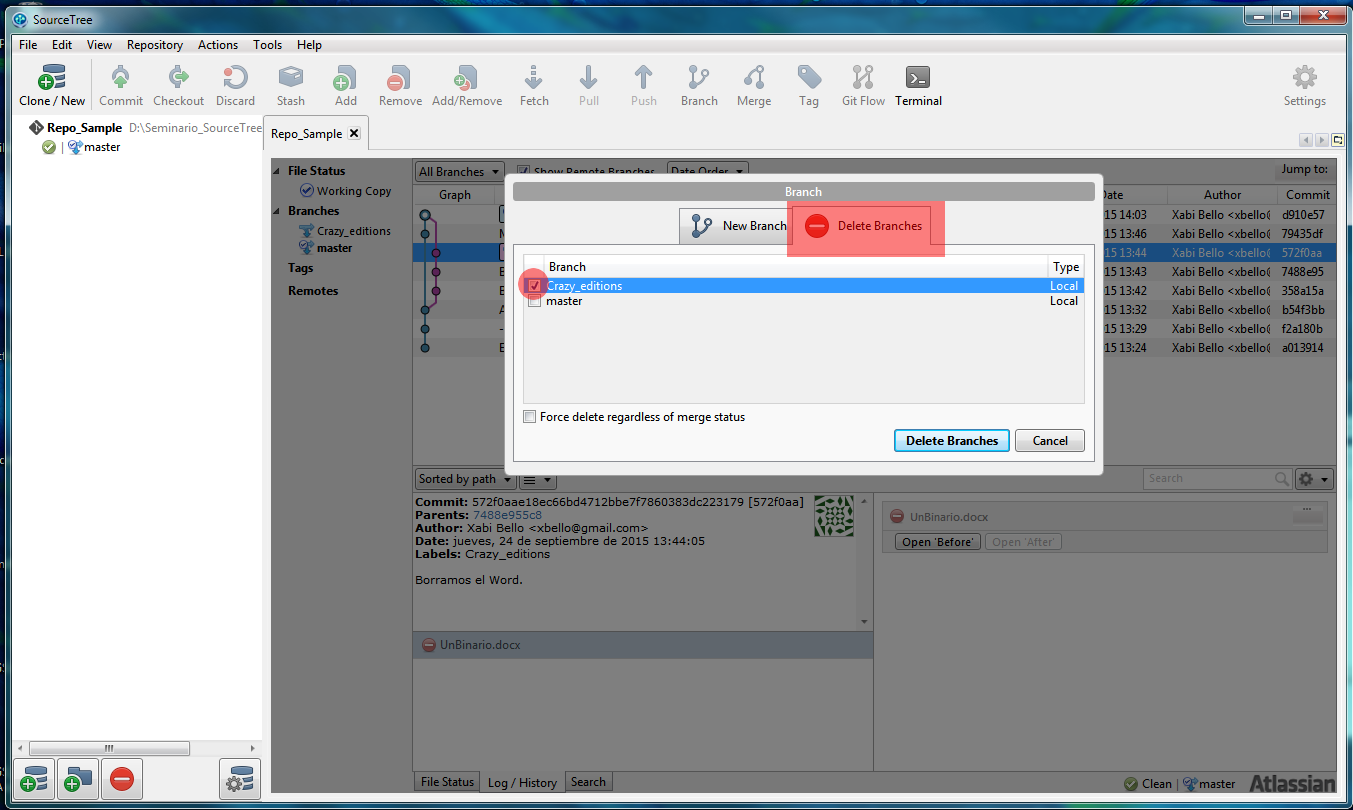 SourceTree
File Edit View Repository Actions Tools Help
Clone / New Commit Checkout Discard Stash Add Remove Add/Remove Fetch Pull Push Branch Merge Tag Git Flow Terminal Settings
Repo_Sample D:\Seminario_SourceTree
master
Repo_Sample
File Status
Working Copy
Branches
Crazy_editions
master
Tags
Remotes
All Branches Show Remote Branches Date Order Jump to:
Graph Date Author Commit
15 14:03 Xabi Bello <xbello@ d910e57
15 13:46 Xabi Bello <xbello@ 79435df
15 13:44 Xabi Bello <xbello@ 572f0aa
15 13:43 Xabi Bello <xbello@ 7488e95
15 13:42 Xabi Bello <xbello@ 358a15a
15 13:32 Xabi Bello <xbello@ b54f3bb
15 13:29 Xabi Bello <xbello@ f2a180b
15 13:24 Xabi Bello <xbello@ a013914
Branch
New Branch Delete Branches
Branch Type
Crazy_editions Local
master Local
Force delete regardless of merge status
Delete Branches Cancel
Sorted by path Search
Commit: 572f0aae18ec66bd4712bbe7f7860383dc223179 [572f0aa]
Parents: 7488e955c8
Author: Xabi Bello <xbello@gmail.com>
Date: jueves, 24 de septiembre de 2015 13:44:05
Labels: Crazy_editions
Borramos el Word.
UnBinario.docx
UnBinario.docx
Open 'Before' Open 'After'
File Status Log / History Search
Clean master Atlassian